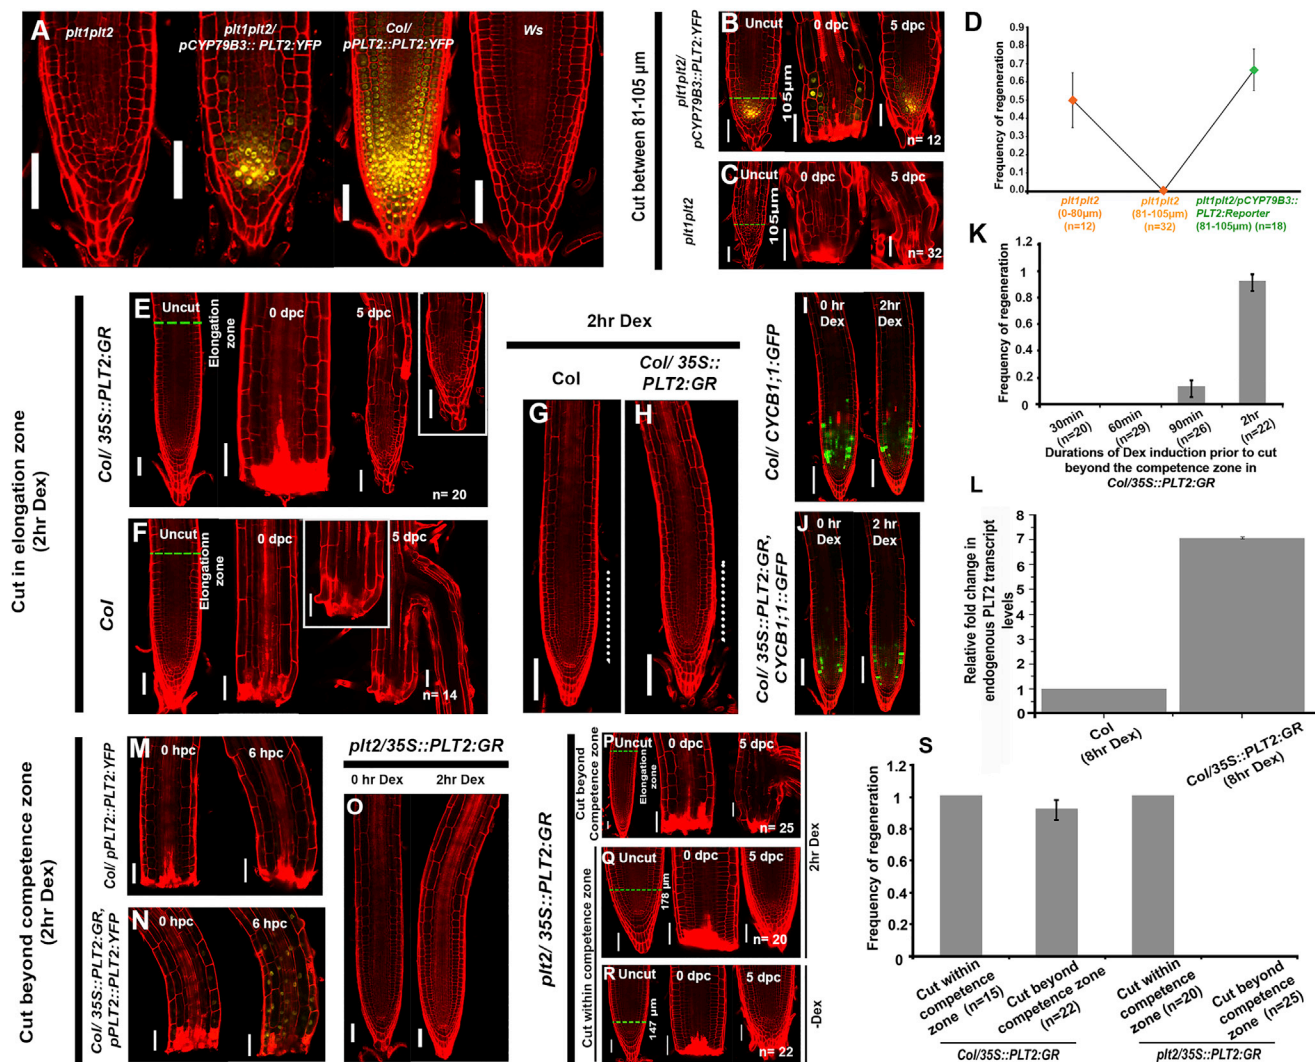 A
plt1plt2
plt1plt2/
pCYP79B3:: PLT2:YFP
Col/
pPLT2::PLT2:YFP
Ws
Cut between 81-105 µm
plt1plt2/
pCYP79B3::PLT2:YFP
B
Uncut
0 dpc
5 dpc
105µm
n= 12
plt1plt2
C
0 dpc
5 dpc
105µm
n= 32
D
Frequency of regeneration
0.9
0.8
0.7
0.6
0.5
0.4
0.3
0.2
0.1
0.0
plt1plt2
(0-80µm)
(n=12)
plt1plt2
(81-105µm)
(n=32)
plt1plt2/pCYP79B3::
PLT2:Reporter
(81-105µm) (n=18)
Cut in elongation zone
(2hr Dex)
Col/ 35S::PLT2:GR
E
Uncut
Elongation
zone
0 dpc
5 dpc
n= 20
Col
F
Uncut
Elongationn
zone
0 dpc
5 dpc
n= 14
2hr Dex
Col
Col/ 35S::
PLT2:GR
G
H
Col/ CYCB1;1:GFP
I
0 hr
Dex
2hr
Dex
Col/ 35S::PLT2:GR,
CYCB1;1::GFP
J
0 hr
Dex
2 hr
Dex
K
Frequency of regeneration
1.2
1
0.8
0.6
0.4
0.2
0
30min
(n=20)
60min
(n=29)
90min
(n=26)
2hr
(n=22)
Durations of Dex induction prior to cut
beyond the competence zone in
Col/35S::PLT2:GR
L
Relative fold change in
endogenous PLT2 transcript
levels
8
7
6
5
4
3
2
1
0
Col
(8hr Dex)
Col/35S::PLT2:GR
(8hr Dex)
Cut beyond competence zone
(2hr Dex)
Col/ pPLT2::PLT2:YFP
M
0 hpc
6 hpc
Col/ 35S::PLT2:GR,
pPLT2::PLT2:YFP
N
0 hpc
6 hpc
plt2/35S::PLT2:GR
0 hr Dex
2hr Dex
O
plt2/ 35S::PLT2:GR
Cut beyond
Competence zone
P
Uncut
Elongation
zone
0 dpc
5 dpc
n= 25
2hr Dex
Cut within competence zone
Q
Uncut
178 µm
0 dpc
5 dpc
n= 20
R
Uncut
147 µm
0 dpc
5 dpc
n= 22
-Dex
S
Frequency of regeneration
1.2
1
0.8
0.6
0.4
0.2
0
Cut within
competence
zone (n=15)
Cut beyond
competence zone
(n=22)
Cut within
competence
zone (n=20)
Cut beyond
competence
zone (n=25)
Col/35S::PLT2:GR
plt2/35S::PLT2:GR